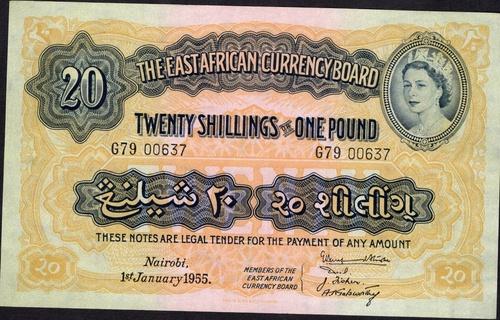 20
THE EAST AFRICAN CURRENCY BOARD
TWENTY SHILLINGS OR ONE POUND
G79 00637 G79 00637
٢٠ شيلنڠ
૨૦ શીલીંગ
THESE NOTES ARE LEGAL TENDER FOR THE PAYMENT OF ANY AMOUNT
Nairobi,
1st January 1955.
MEMBERS OF THE
EAST AFRICAN
CURRENCY BOARD
20 20